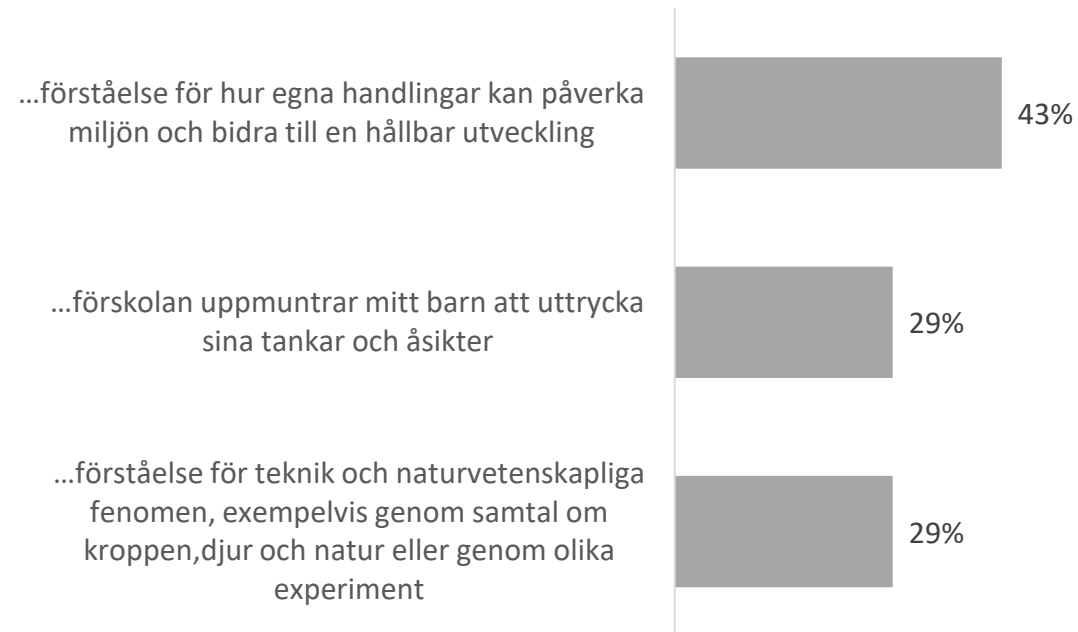 …förståelse för hur egna handlingar kan påverka
miljön och bidra till en hållbar utveckling
43%
…förskolan uppmuntrar mitt barn att uttrycka
sina tankar och åsikter
29%
…förståelse för teknik och naturvetenskapliga
fenomen, exempelvis genom samtal om
kroppen,djur och natur eller genom olika
experiment
29%